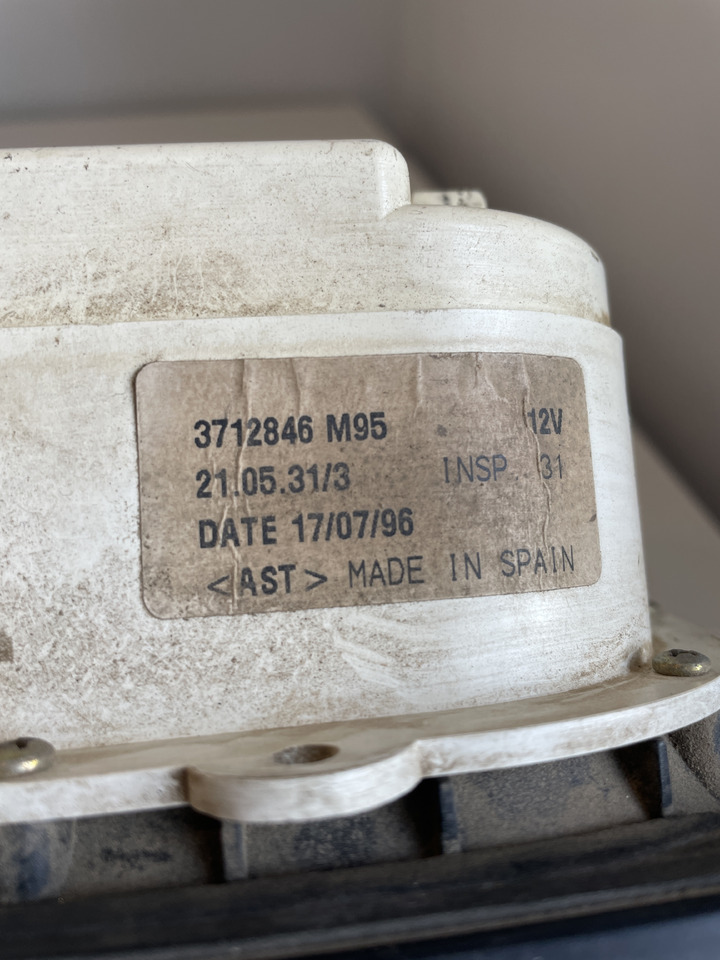 3712846 M95 12V
21.05.31/3 INSP 31
DATE 17/07/96
<AST> MADE IN SPAIN